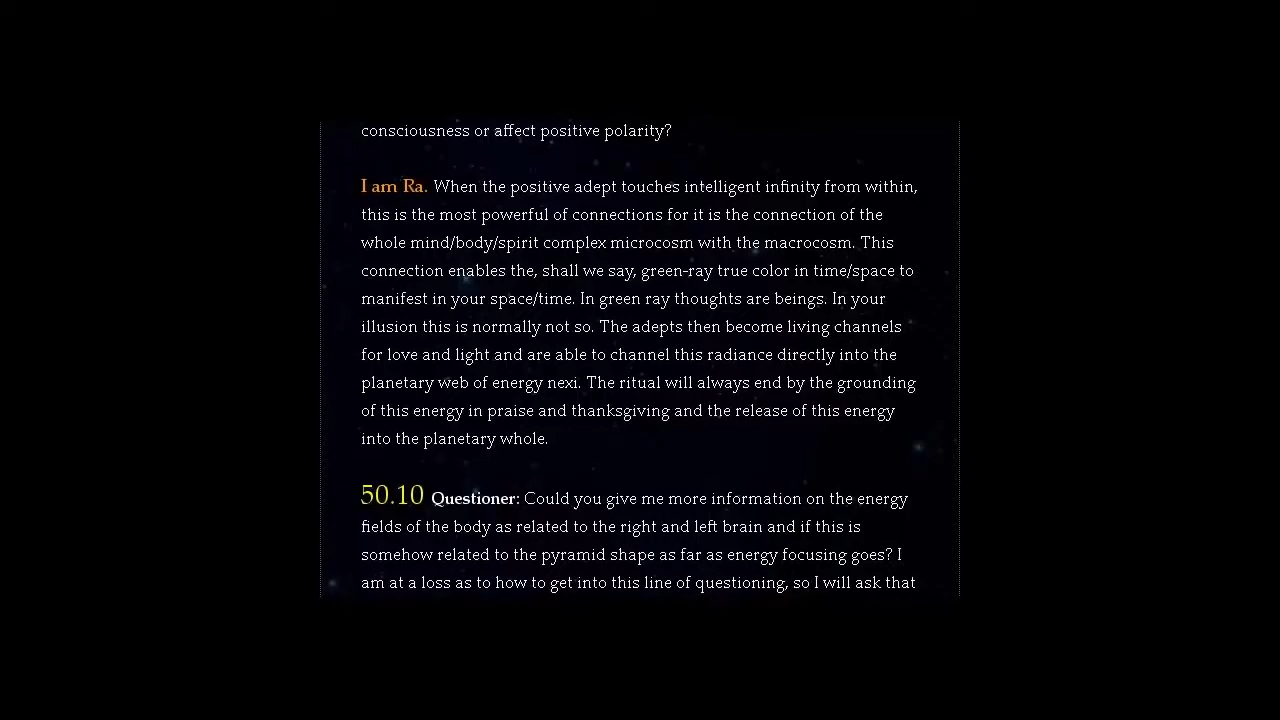 consciousness or affect positive polarity?
I am Ra. When the positive adept touches intelligent infinity from within,
this is the most powerful of connections for it is the connection of the
whole mind/body/spirit complex microcosm with the macrocosm. This
connection enables the, shall we say, green-ray true color in time/space to
manifest in your space/time. In green ray thoughts are beings. In your
illusion this is normally not so. The adepts then become living channels
for love and light and are able to channel this radiance directly into the
planetary web of energy nexi. The ritual will always end by the grounding
of this energy in praise and thanksgiving and the release of this energy
into the planetary whole.
50.10 Questioner: Could you give me more information on the energy
fields of the body as related to the right and left brain and if this is
somehow related to the pyramid shape as far as energy focusing goes? I
am at a loss as to how to get into this line of questioning, so I will ask that